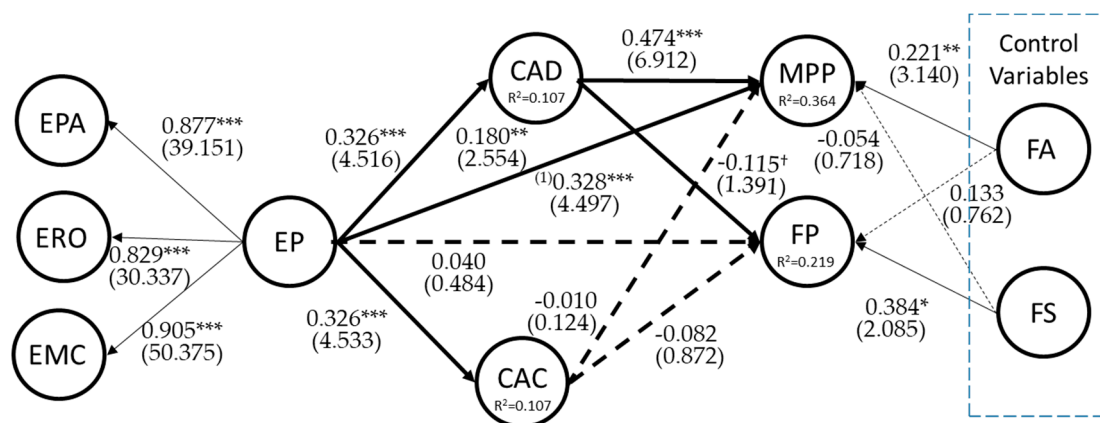 EPA
ERO
EMC
0.877***
(39.151)
0.829***
(30.337)
0.905***
(50.375)
EP
0.326***
(4.516)
0.326***
(4.533)
CAD
R²=0.107
CAC
R²=0.107
0.474***
(6.912)
0.180**
(2.554)
⁽¹⁾0.328***
(4.497)
-0.115†
(1.391)
0.040
(0.484)
-0.010
(0.124)
-0.082
(0.872)
MPP
R²=0.364
FP
R²=0.219
0.221**
(3.140)
-0.054
(0.718)
0.133
(0.762)
0.384*
(2.085)
Control
Variables
FA
FS